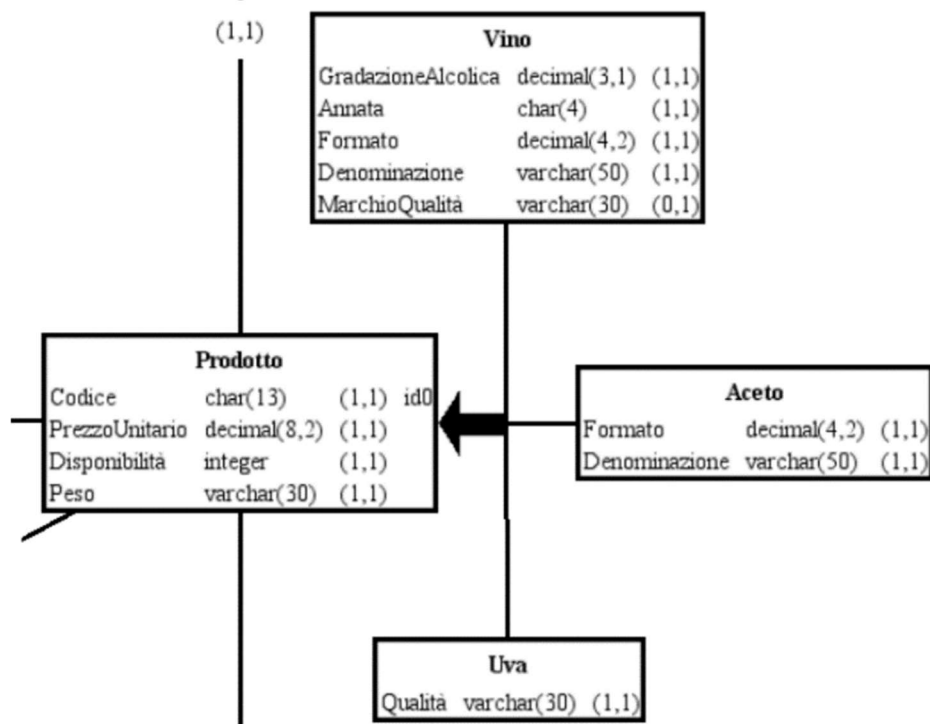 (1,1)
Vino
GradazioneAlcolica decimal(3,1) (1,1)
Annata char(4) (1,1)
Formato decimal(4,2) (1,1)
Denominazione varchar(50) (1,1)
MarchioQualità varchar(30) (0,1)
Prodotto
Codice char(13) (1,1) id0
PrezzoUnitario decimal(8,2) (1,1)
Disponibilità integer (1,1)
Peso varchar(30) (1,1)
Aceto
Formato decimal(4,2) (1,1)
Denominazione varchar(50) (1,1)
Uva
Qualità varchar(30) (1,1)